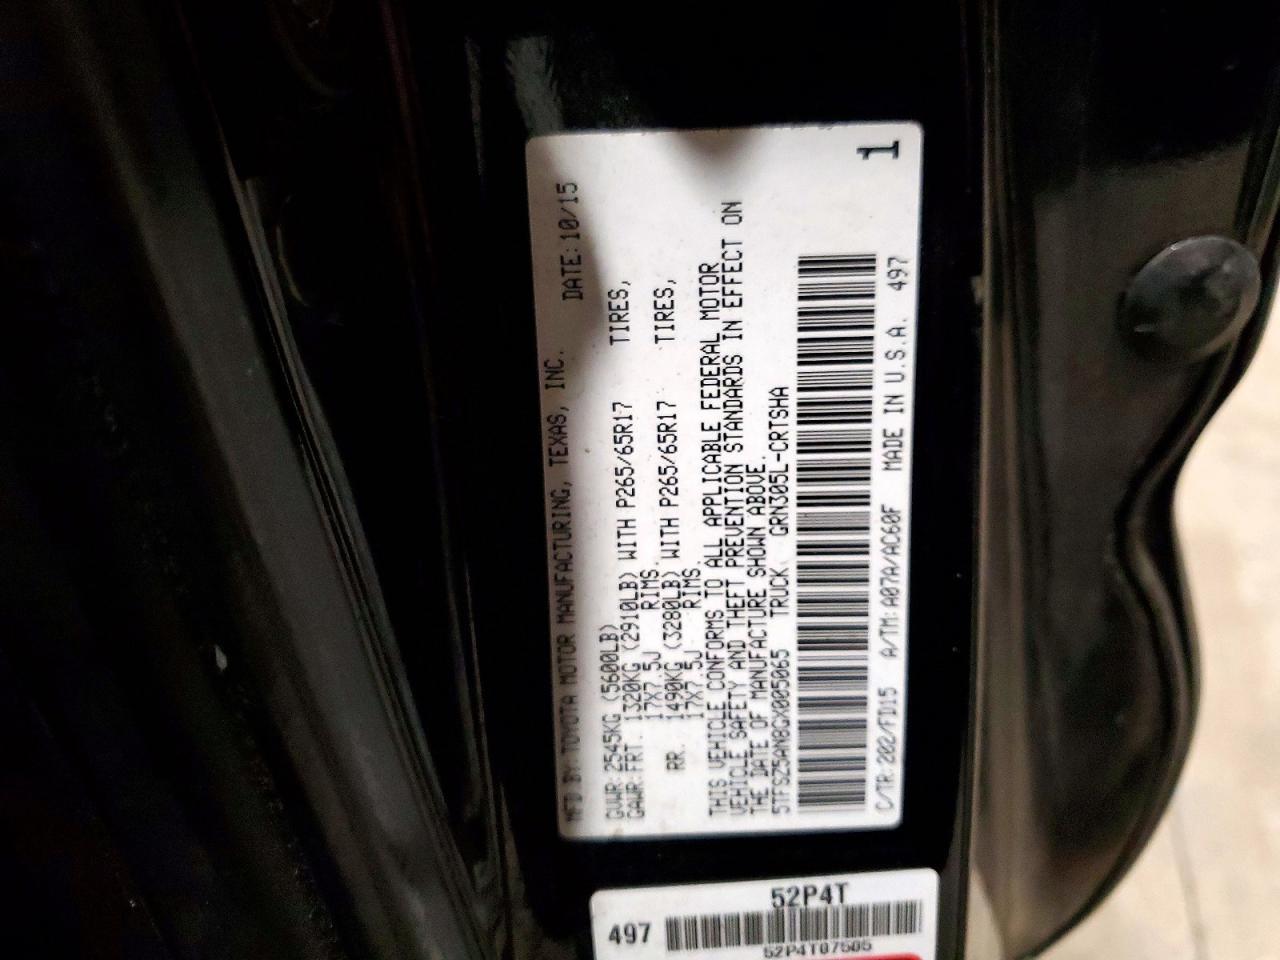 MFD BY: TOYOTA MOTOR MANUFACTURING, TEXAS, INC. DATE: 10/15
GVWR: 2545KG (5600LB)
GAWR: FRT. 1320KG (2910LB) WITH P265/65R17 TIRES,
17X7.5J RIMS.
RR. 1490KG (3280LB) WITH P265/65R17 TIRES,
17X7.5J RIMS.
THIS VEHICLE CONFORMS TO ALL APPLICABLE FEDERAL MOTOR
VEHICLE SAFETY AND THEFT PREVENTION STANDARDS IN EFFECT ON
THE DATE OF MANUFACTURE SHOWN ABOVE.
5TFSZ5AN8GX005065 TRUCK GRN305L-CRTSHA
C/TR: 202/FD15 A/TM: A07A/AC60F MADE IN U.S.A. 497
1
52P4T
497
52P4T07505